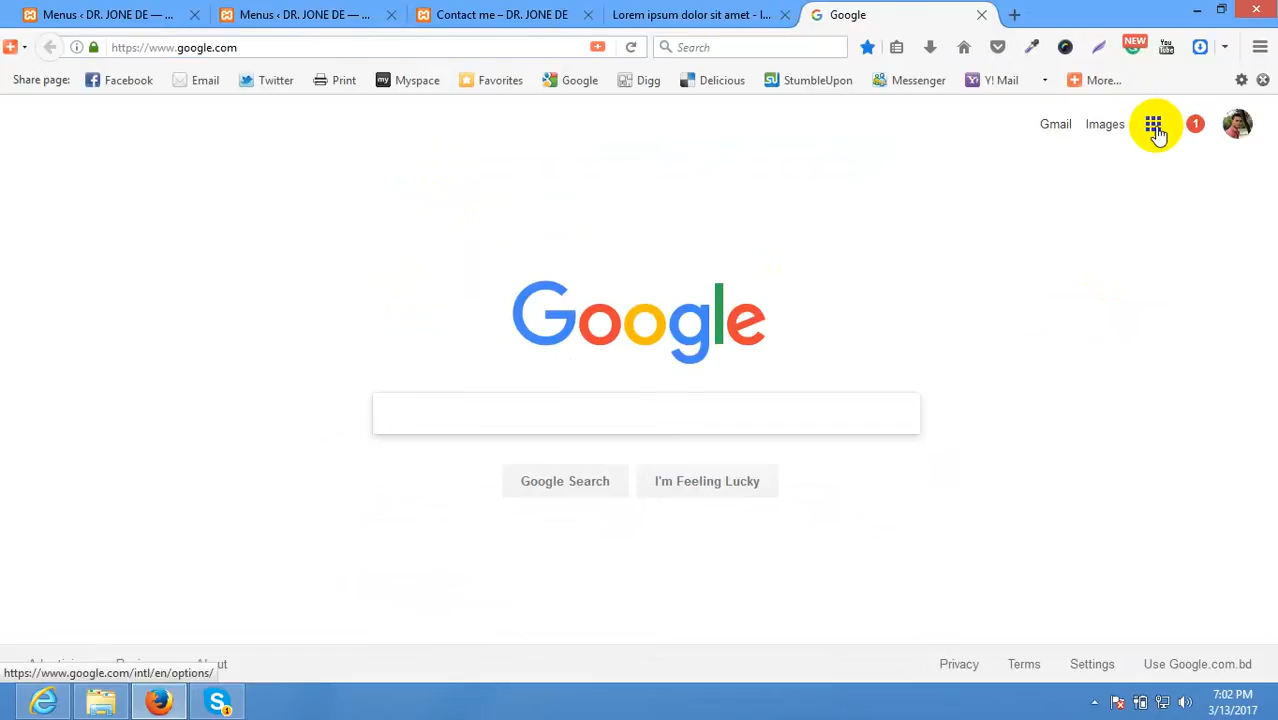 Menus ‹ DR. JONE DE — ...
Menus ‹ DR. JONE DE — ...
Contact me – DR. JONE DE
Lorem ipsum dolor sit amet - l...
Google
https://www.google.com
Search
NEW
You
Share page:
Facebook
Email
Twitter
Print
my
Myspace
Favorites
Google
Digg
Delicious
StumbleUpon
Messenger
Y! Mail
More...
Gmail
Images
1
Google
Google Search
I'm Feeling Lucky
https://www.google.com/intl/en/options/
Privacy
Terms
Settings
Use Google.com.bd
7:02 PM
3/13/2017